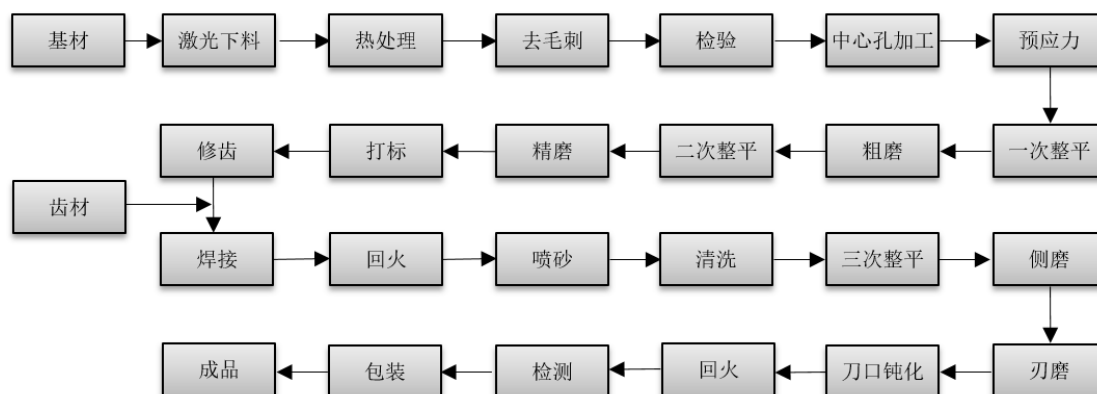 基材 激光下料 热处理 去毛刺 检验 中心孔加工 预应力
修齿 打标 精磨 二次整平 粗磨 一次整平
齿材
焊接 回火 喷砂 清洗 三次整平 侧磨
成品 包装 检测 回火 刀口钝化 刃磨